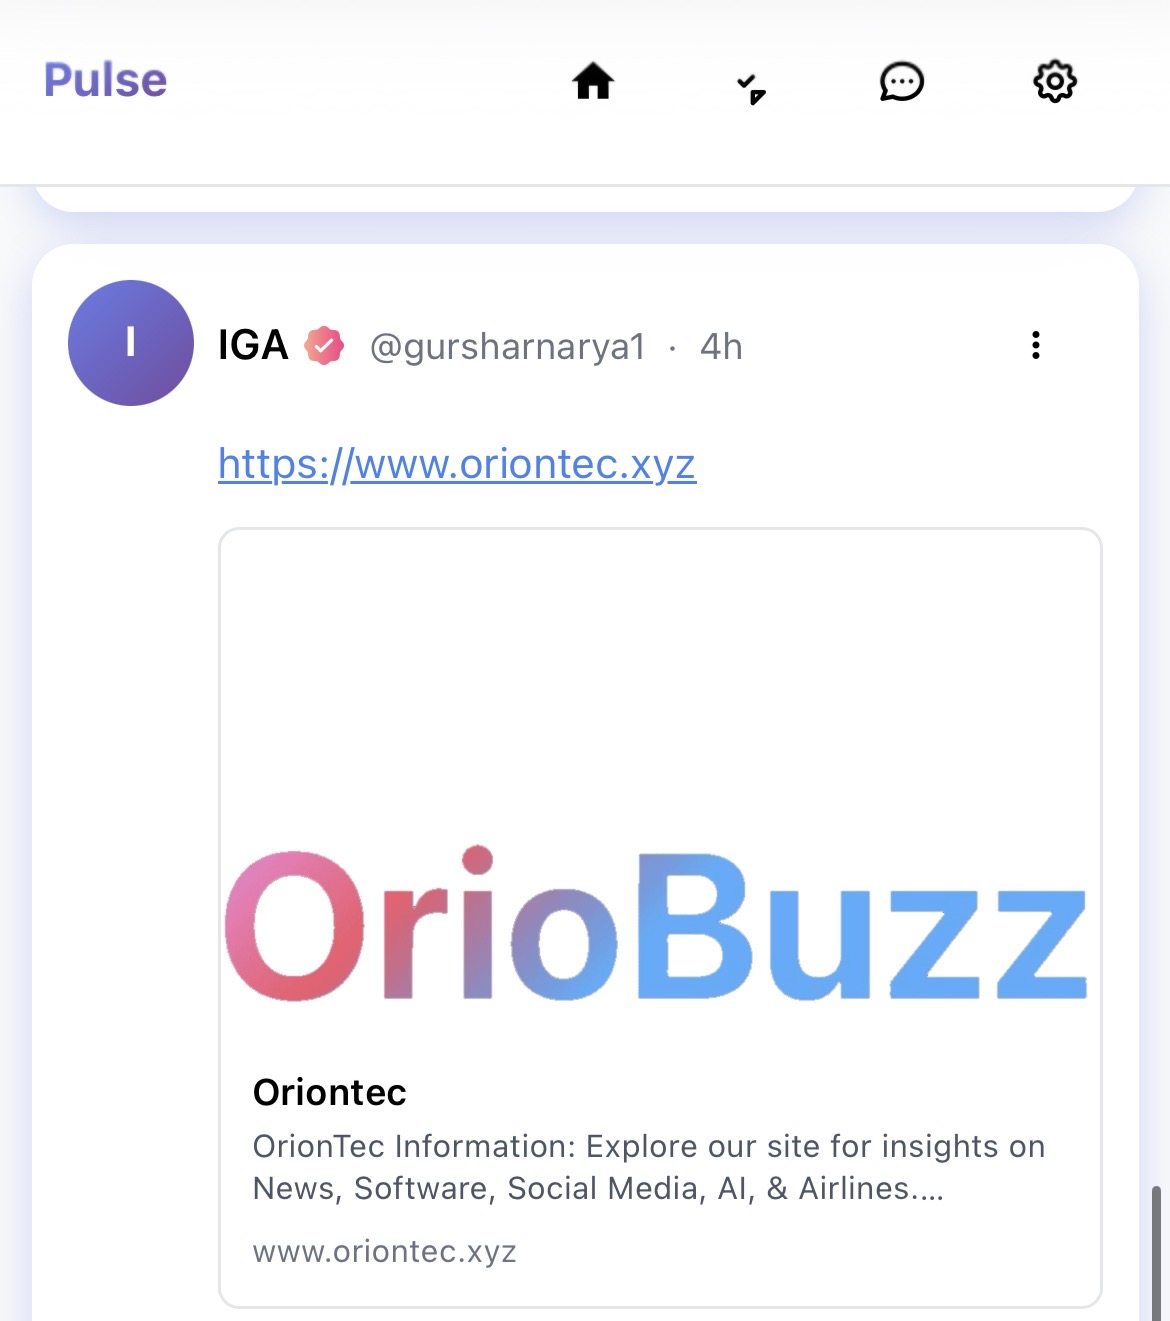 Pulse
I
IGA @gursharnarya1 · 4h
https://www.oriontec.xyz
OrioBuzz
Oriontec
OrionTec Information: Explore our site for insights on
News, Software, Social Media, AI, & Airlines....
www.oriontec.xyz